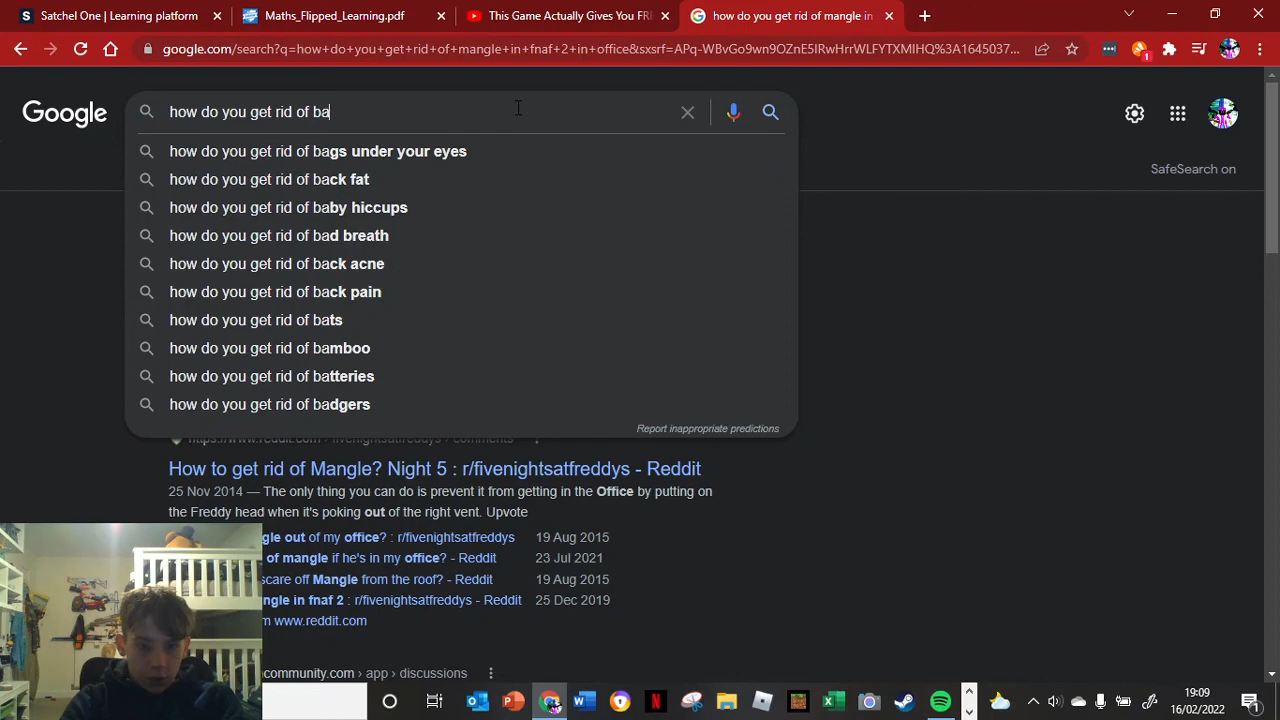 Satchel One | Learning platform
Maths_Flipped_Learning.pdf
This Game Actually Gives You FR
how do you get rid of mangle in
google.com/search?q=how+do+you+get+rid+of+mangle+in+fnaf+2+in+office&sxsrf=APq-WBvGo9wn9OZnE5IRwHrrWLFYTXMIHQ%3A1645037...
1
Google
how do you get rid of ba
how do you get rid of bags under your eyes
SafeSearch on
how do you get rid of back fat
how do you get rid of baby hiccups
how do you get rid of bad breath
how do you get rid of back acne
how do you get rid of back pain
how do you get rid of bats
how do you get rid of bamboo
how do you get rid of batteries
how do you get rid of badgers
Report inappropriate predictions
https://www.reddit.com › fivenightsatfreddys › comments
How to get rid of Mangle? Night 5 : r/fivenightsatfreddys - Reddit
25 Nov 2014 — The only thing you can do is prevent it from getting in the Office by putting on
the Freddy head when it's poking out of the right vent. Upvote
gle out of my office? : r/fivenightsatfreddys 19 Aug 2015
of mangle if he's in my office? - Reddit 23 Jul 2021
scare off Mangle from the roof? - Reddit 19 Aug 2015
ngle in fnaf 2 : r/fivenightsatfreddys - Reddit 25 Dec 2019
m www.reddit.com
community.com › app › discussions
19:09
16/02/2022
1